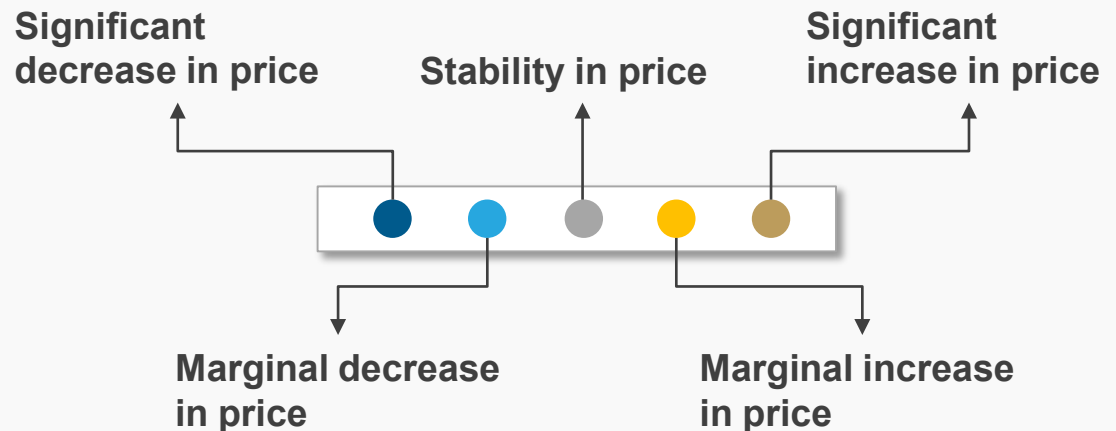 Significant
decrease in price
Stability in price
Significant
increase in price
Marginal decrease
in price
Marginal increase
in price